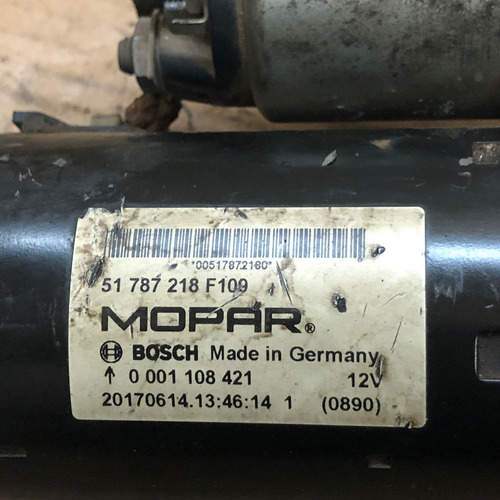 *00517872180*
51 787 218 F109
MOPAR®
BOSCH Made in Germany
↑ 0 001 108 421 12V
20170614.13:46:14 1 (0890)